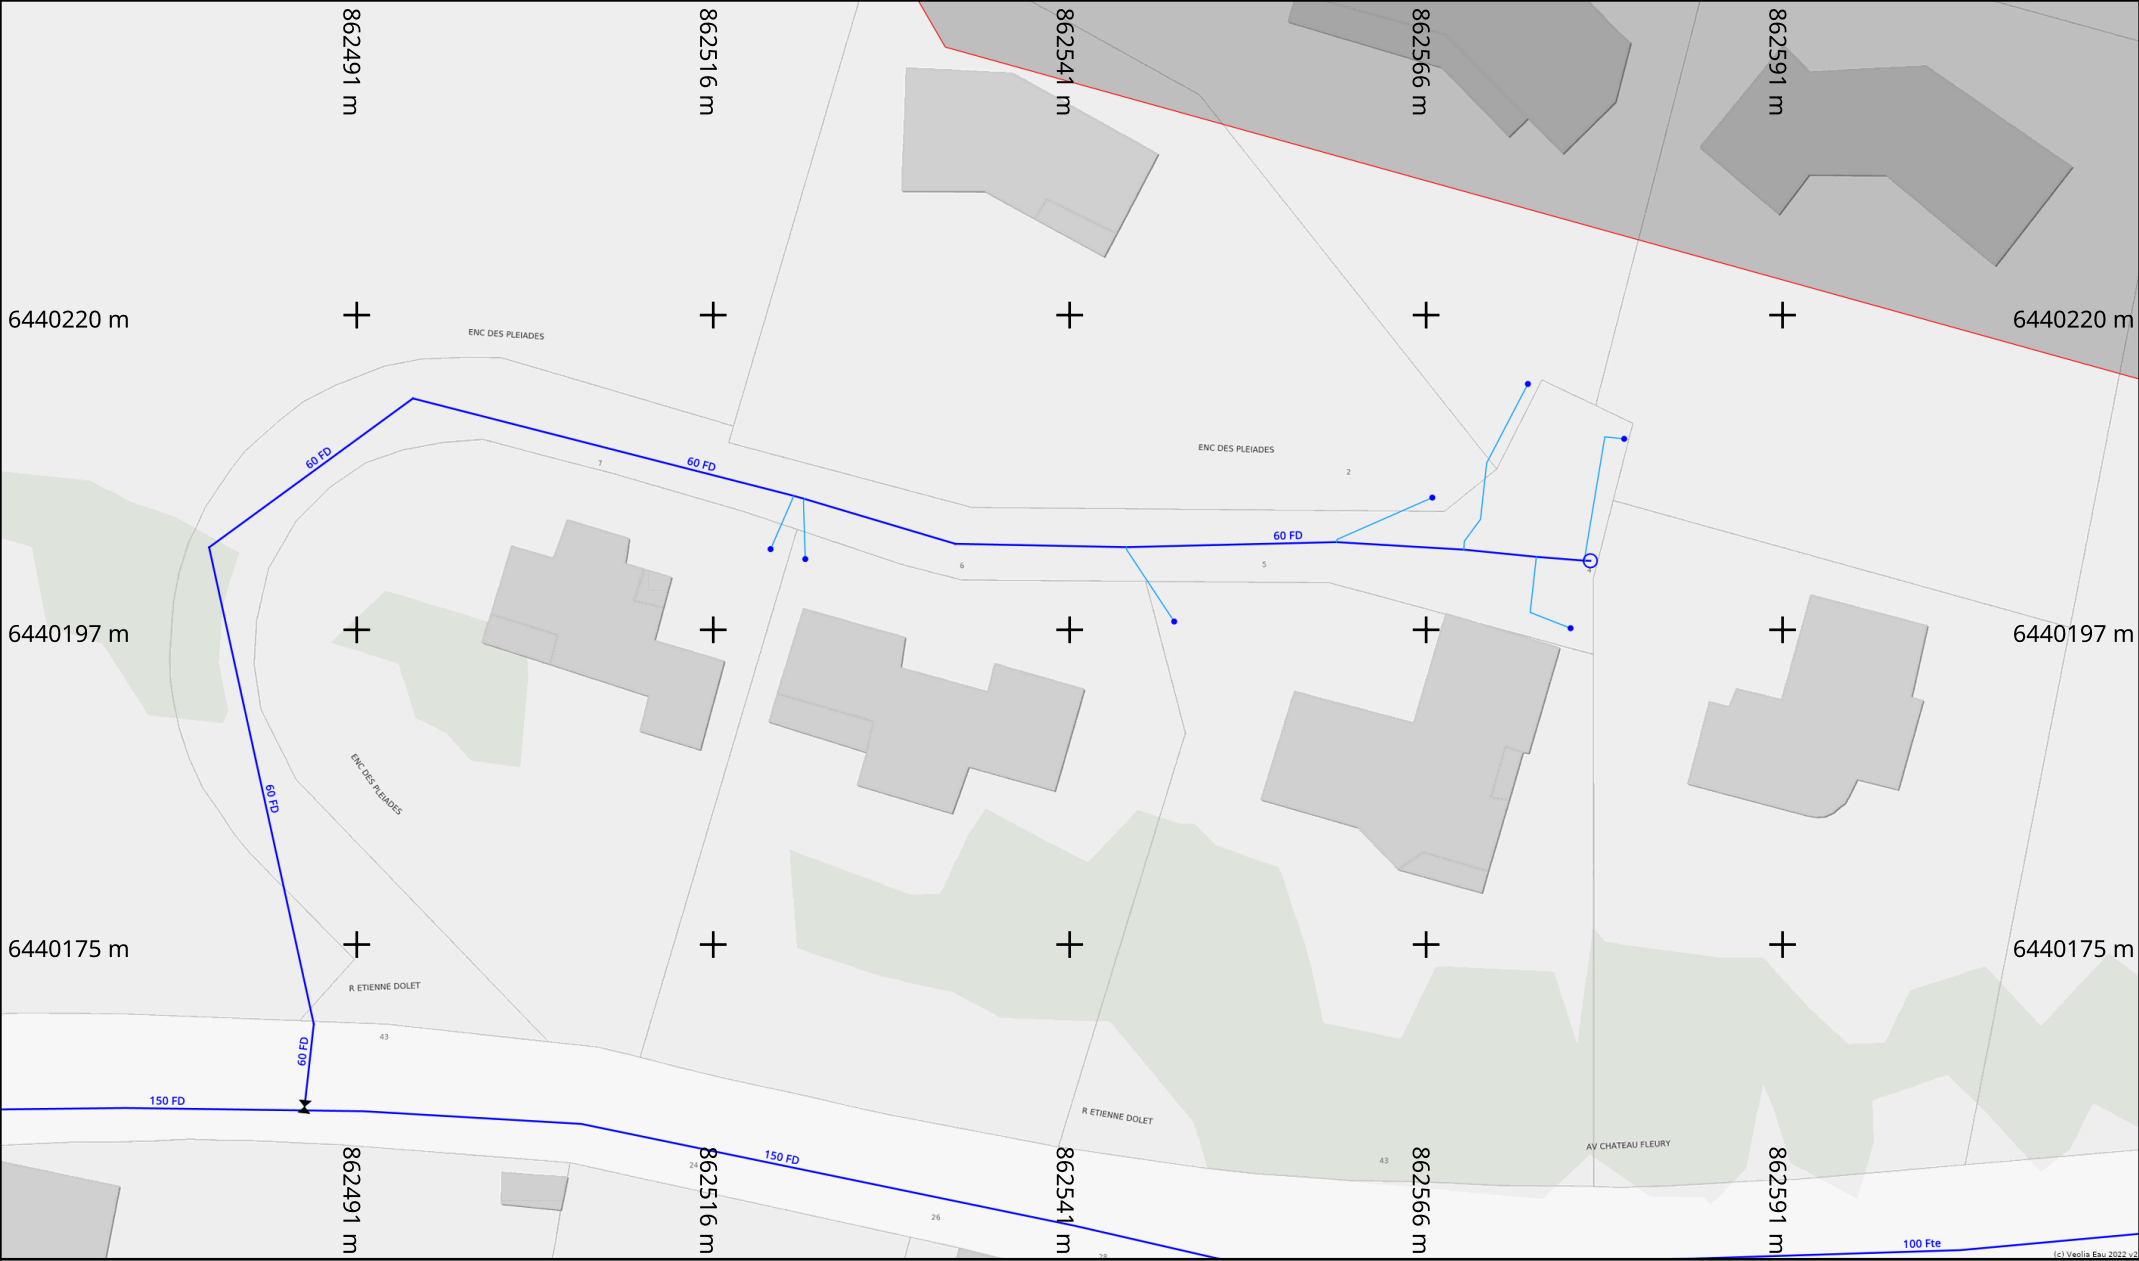 862491 m
862516 m
862541 m
862566 m
862591 m
6440220 m
6440220 m
ENC DES PLEIADES
60 FD
60 FD
7
ENC DES PLEIADES
2
60 FD
6
5
4
6440197 m
6440197 m
60 FD
ENC DES PLEIADES
6440175 m
6440175 m
R ETIENNE DOLET
43
60 FD
150 FD
R ETIENNE DOLET
AV CHATEAU FLEURY
150 FD
24
43
862491 m
862516 m
862541 m
862566 m
862591 m
26
28
100 Fte
(c) Veolia Eau 2022 v2